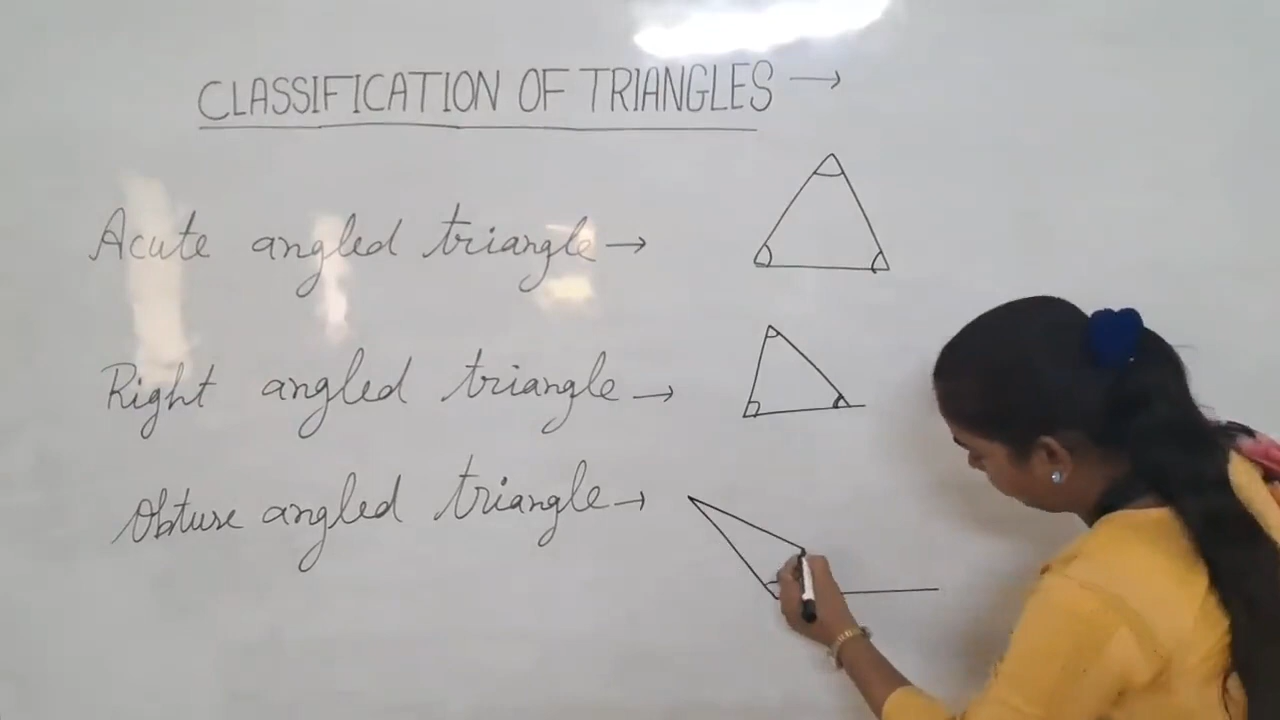 CLASSIFICATION OF TRIANGLES →
Acute angled triangle →
Right angled triangle →
Obtuse angled triangle →